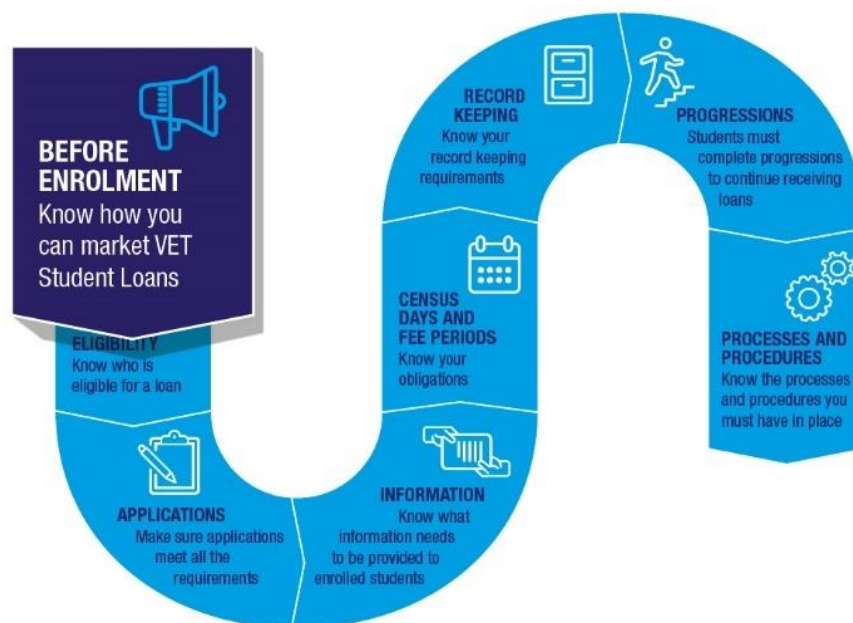 BEFORE
ENROLMENT
Know how you
can market VET
Student Loans
ELIGIBILITY
Know who is
eligible for a loan
APPLICATIONS
Make sure applications
meet all the
requirements
INFORMATION
Know what
information needs
to be provided to
enrolled students
CENSUS
DAYS AND
FEE PERIODS
Know your
obligations
RECORD
KEEPING
Know your
record keeping
requirements
PROGRESSIONS
Students must
complete progressions
to continue receiving
loans
PROCESSES AND
PROCEDURES
Know the processes
and procedures you
must have in place